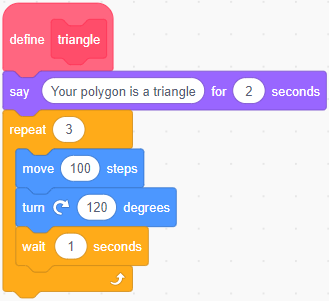 define triangle
say Your polygon is a triangle for 2 seconds
repeat 3
move 100 steps
turn 120 degrees
wait 1 seconds